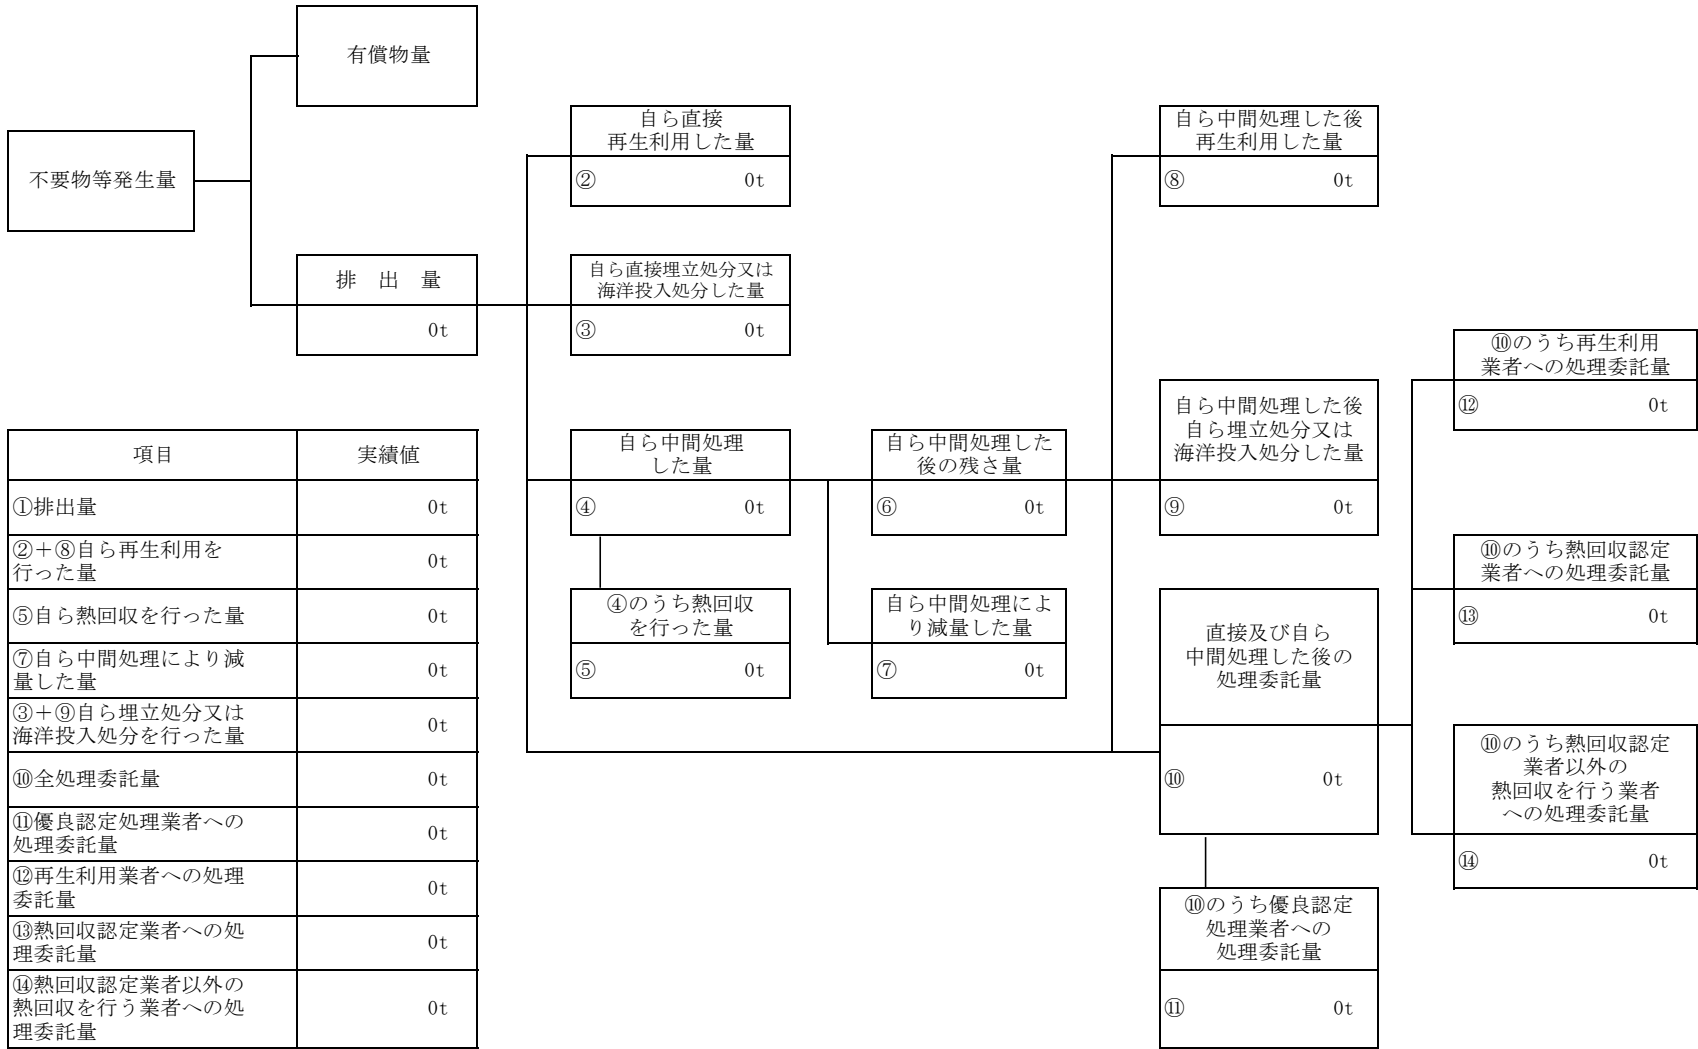 有償物量
不要物等発生量
排　出　量
0t
自ら直接
再生利用した量
② 0t
自ら直接埋立処分又は
海洋投入処分した量
③ 0t
自ら中間処理
した量
④ 0t
④のうち熱回収
を行った量
⑤ 0t
自ら中間処理した
後の残さ量
⑥ 0t
自ら中間処理によ
り減量した量
⑦ 0t
自ら中間処理した後
再生利用した量
⑧ 0t
自ら中間処理した後
自ら埋立処分又は
海洋投入処分した量
⑨ 0t
直接及び自ら
中間処理した後の
処理委託量
⑩ 0t
⑩のうち優良認定
処理業者への
処理委託量
⑪ 0t
⑩のうち再生利用
業者への処理委託量
⑫ 0t
⑩のうち熱回収認定
業者への処理委託量
⑬ 0t
⑩のうち熱回収認定
業者以外の
熱回収を行う業者
への処理委託量
⑭ 0t
項目 実績値
①排出量 0t
②＋⑧自ら再生利用を
行った量 0t
⑤自ら熱回収を行った量 0t
⑦自ら中間処理により減
量した量 0t
③＋⑨自ら埋立処分又は
海洋投入処分を行った量 0t
⑩全処理委託量 0t
⑪優良認定処理業者への
処理委託量 0t
⑫再生利用業者への処理
委託量 0t
⑬熱回収認定業者への処
理委託量 0t
⑭熱回収認定業者以外の
熱回収を行う業者への処
理委託量 0t